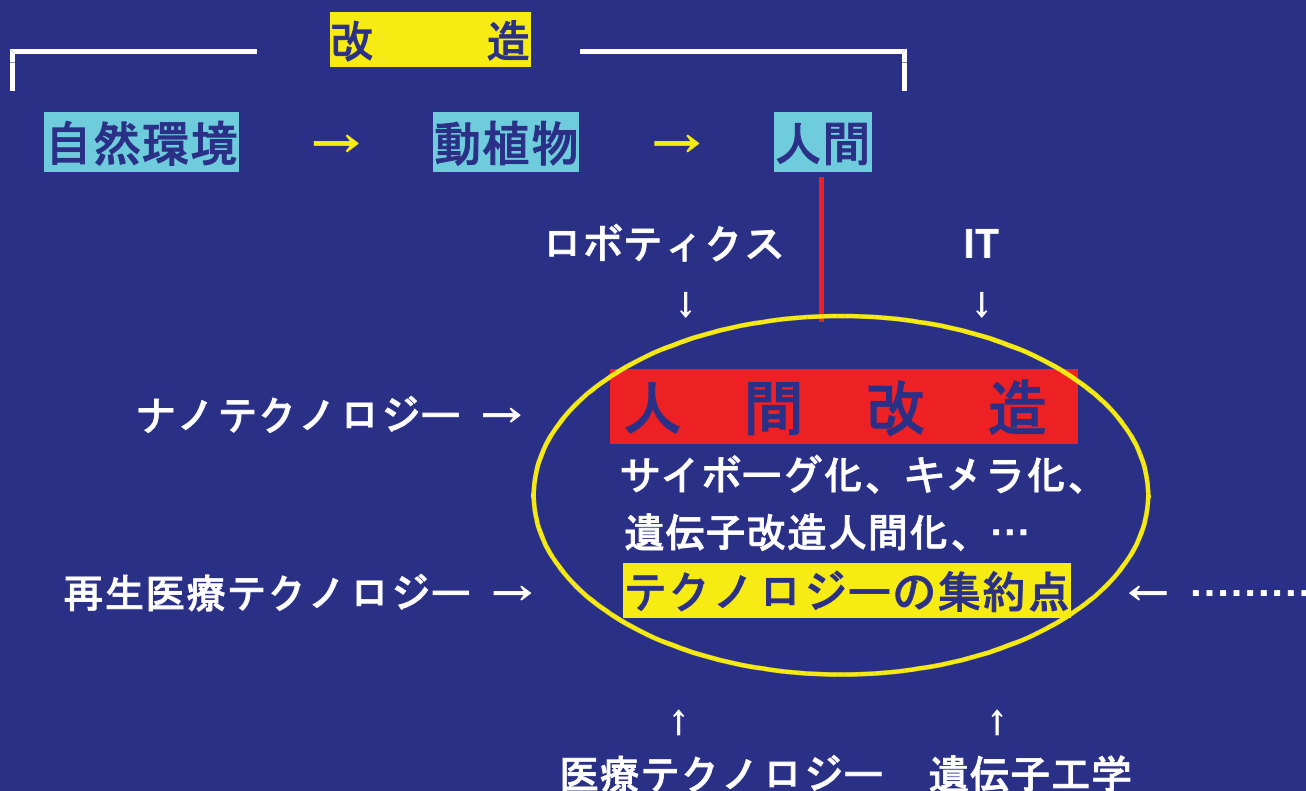 改　造
自然環境 → 動植物 → 人間
ロボティクス IT
↓ ↓
人間改造
ナノテクノロジー →
サイボーグ化、キメラ化、
遺伝子改造人間化、…
再生医療テクノロジー → テクノロジーの集約点 ← ………
↑ ↑
医療テクノロジー 遺伝子工学